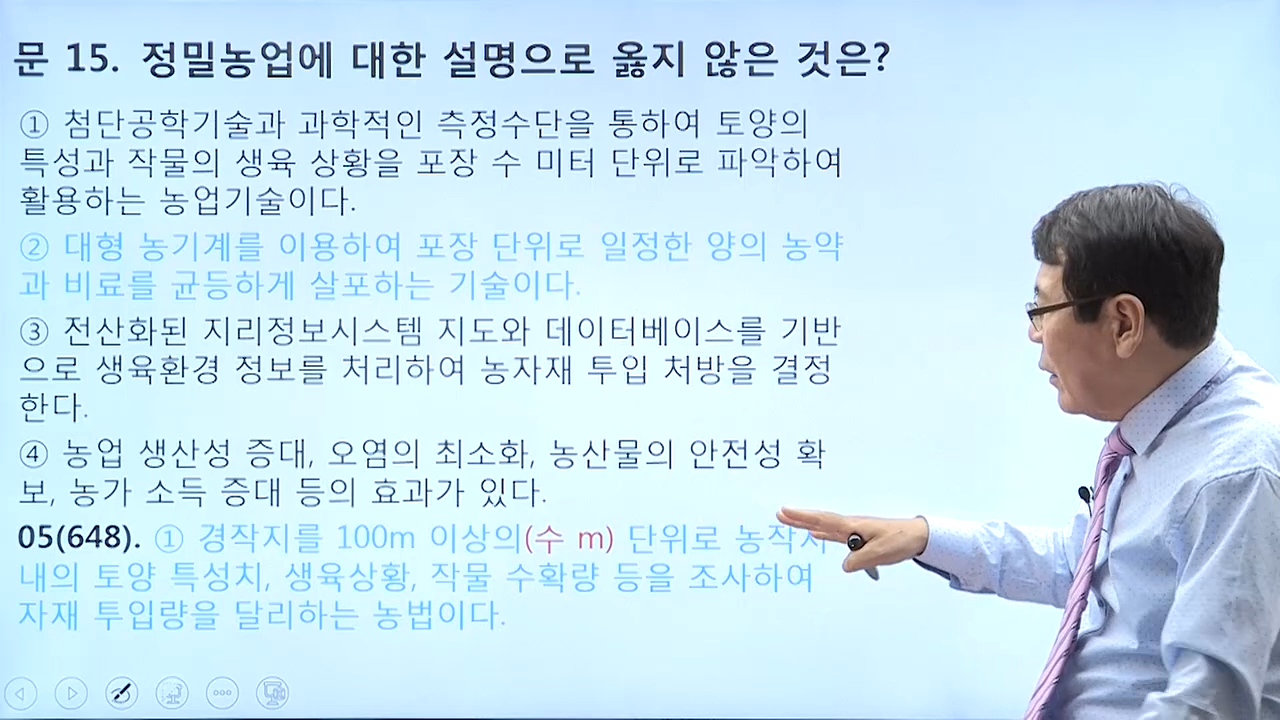 문 15. 정밀농업에 대한 설명으로 옳지 않은 것은?
① 첨단공학기술과 과학적인 측정수단을 통하여 토양의
특성과 작물의 생육 상황을 포장 수 미터 단위로 파악하여
활용하는 농업기술이다.
② 대형 농기계를 이용하여 포장 단위로 일정한 양의 농약
과 비료를 균등하게 살포하는 기술이다.
③ 전산화된 지리정보시스템 지도와 데이터베이스를 기반
으로 생육환경 정보를 처리하여 농자재 투입 처방을 결정
한다.
④ 농업 생산성 증대, 오염의 최소화, 농산물의 안전성 확
보, 농가 소득 증대 등의 효과가 있다.
05(648). ① 경작지를 100m 이상의(수 m) 단위로
내의 토양 특성치, 생육상황, 작물 수확량 등을 조사하여
자재 투입량을 달리하는 농법이다.